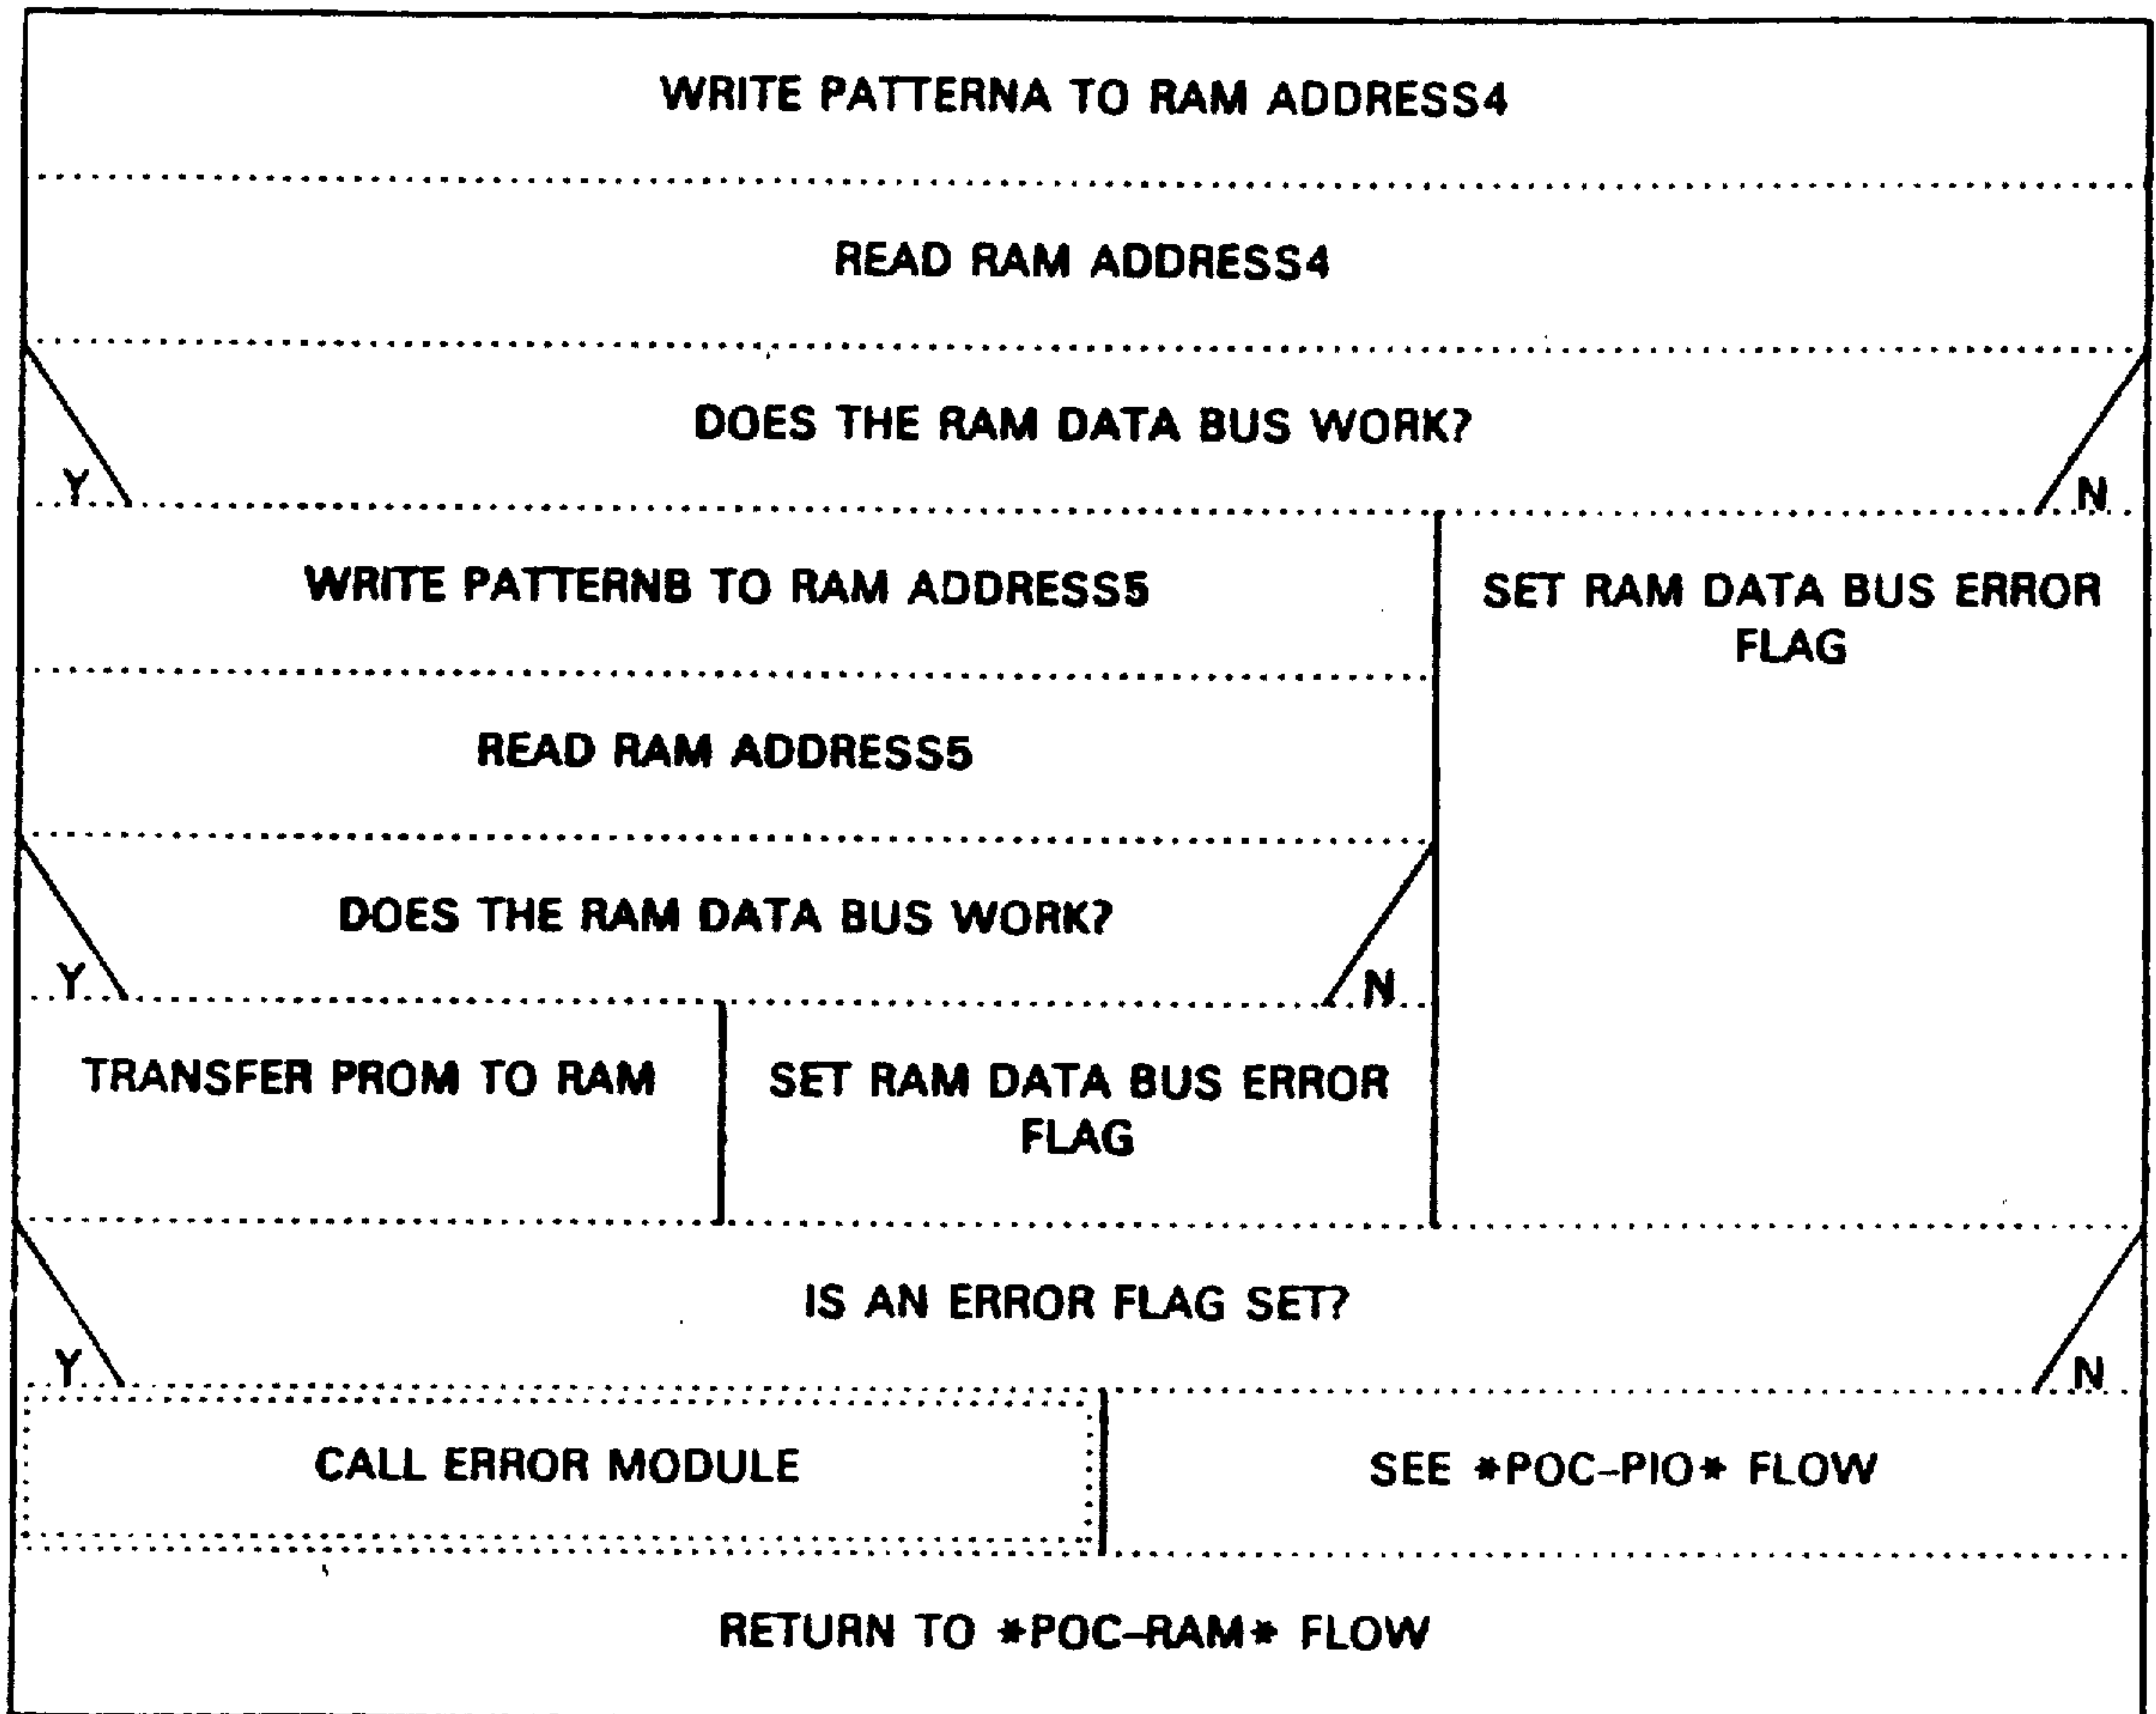 WRITE PATTERNA TO RAM ADDRESS4
READ RAM ADDRESS4
DOES THE RAM DATA BUS WORK?
Y
N
WRITE PATTERNB TO RAM ADDRESS5
SET RAM DATA BUS ERROR
FLAG
READ RAM ADDRESS5
DOES THE RAM DATA BUS WORK?
Y
N
TRANSFER PROM TO RAM
SET RAM DATA BUS ERROR
FLAG
IS AN ERROR FLAG SET?
Y
N
CALL ERROR MODULE
SEE *POC-PIO* FLOW
RETURN TO *POC-RAM* FLOW